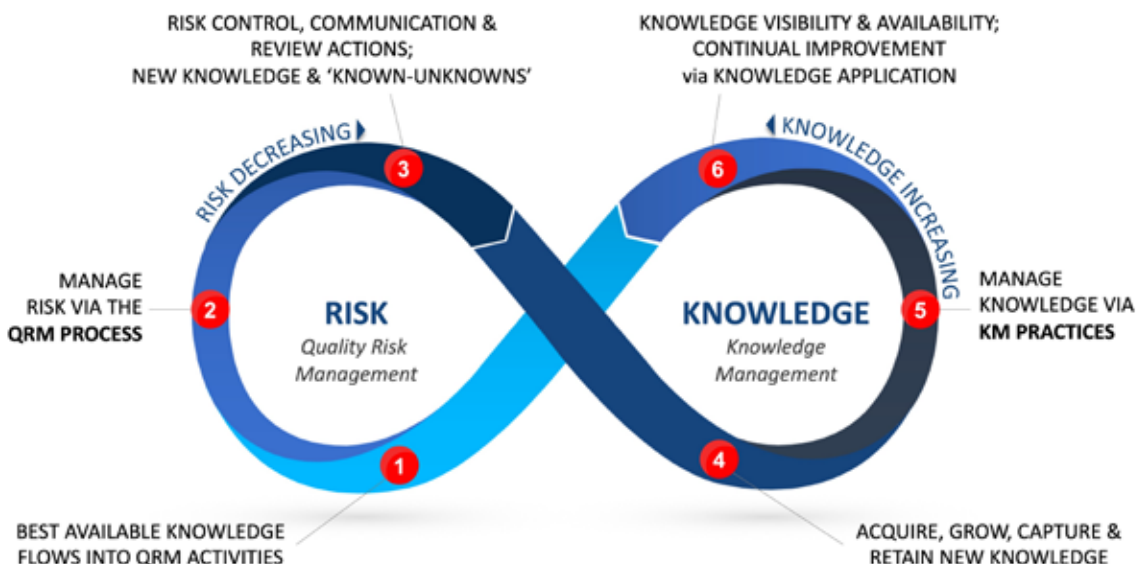 RISK CONTROL, COMMUNICATION &
REVIEW ACTIONS;
NEW KNOWLEDGE & ‘KNOWN-UNKNOWNS’
KNOWLEDGE VISIBILITY & AVAILABILITY;
CONTINUAL IMPROVEMENT
via KNOWLEDGE APPLICATION
RISK DECREASING
KNOWLEDGE INCREASING
3
6
MANAGE
RISK VIA THE
QRM PROCESS
2
RISK
Quality Risk
Management
KNOWLEDGE
Knowledge
Management
5
MANAGE
KNOWLEDGE VIA
KM PRACTICES
1
4
BEST AVAILABLE KNOWLEDGE
FLOWS INTO QRM ACTIVITIES
ACQUIRE, GROW, CAPTURE &
RETAIN NEW KNOWLEDGE